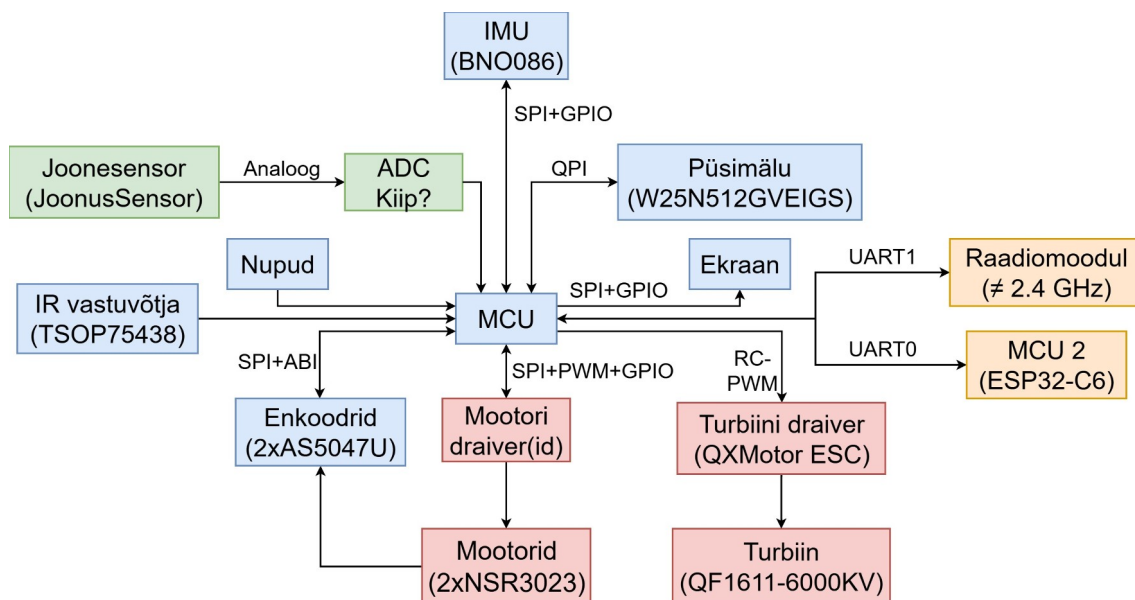 IMU
(BNO086)
SPI+GPIO
Joonesensor
(JoonusSensor)
Analoog
ADC
Kiip?
QPI
Püsimälu
(W25N512GVEIGS)
Nupud
Ekraan
UART1
Raadiomoodul
(≠ 2.4 GHz)
IR vastuvõtja
(TSOP75438)
MCU
SPI+GPIO
UART0
MCU 2
(ESP32-C6)
SPI+ABI
SPI+PWM+GPIO
RC-
PWM
Enkoodrid
(2xAS5047U)
Mootori
draiver(id)
Turbiini draiver
(QXMotor ESC)
Mootorid
(2xNSR3023)
Turbiin
(QF1611-6000KV)